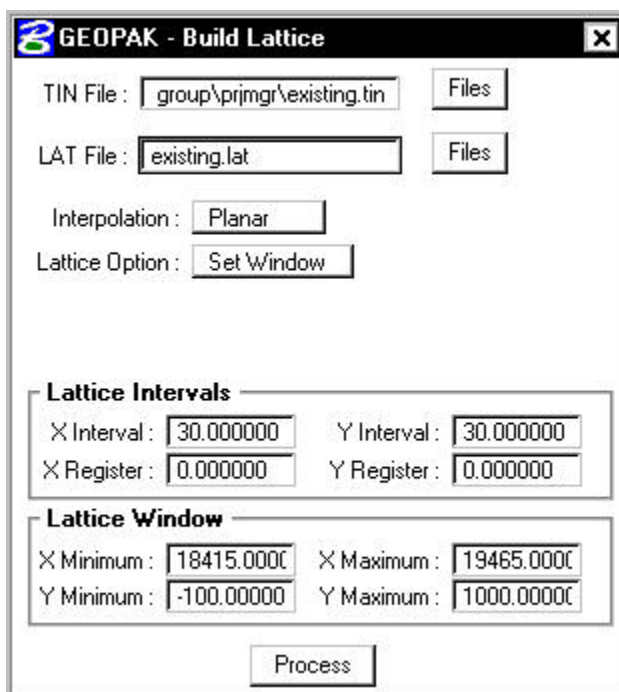 GEOPAK - Build Lattice
TIN File : group\prjmgr\existing.tin Files
LAT File : existing.lat Files
Interpolation : Planar
Lattice Option : Set Window
Lattice Intervals
X Interval : 30.000000 Y Interval : 30.000000
X Register : 0.000000 Y Register : 0.000000
Lattice Window
X Minimum : 18415.0000 X Maximum : 19465.0000
Y Minimum : -100.00000 Y Maximum : 1000.00000
Process